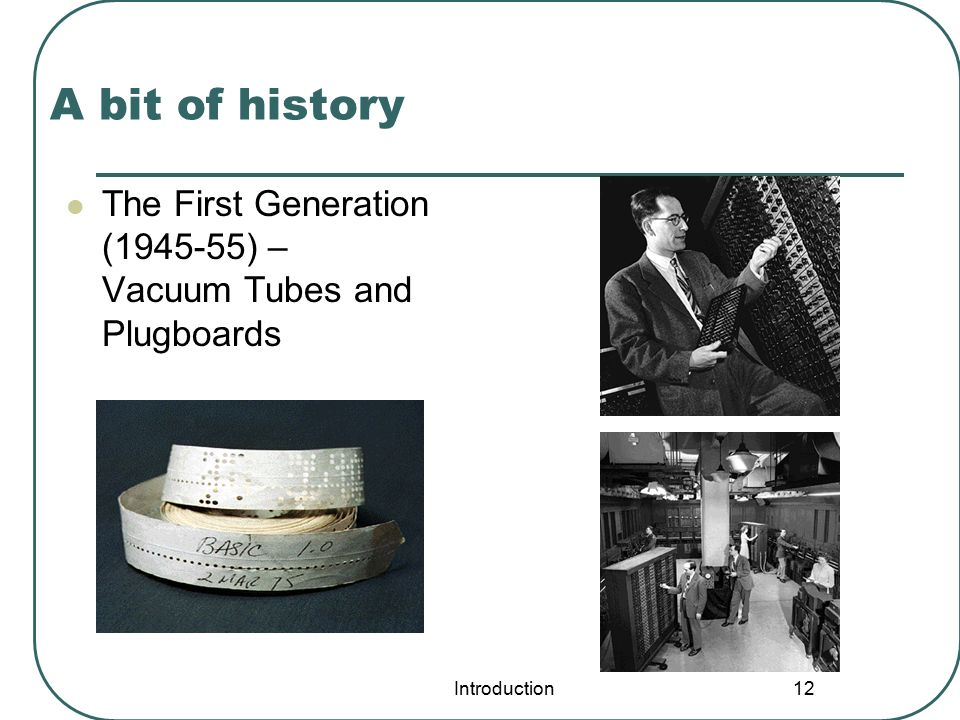 A bit of history
The First Generation
(1945-55) –
Vacuum Tubes and
Plugboards
BASIC 1.0
2 MAR 75
Introduction 12